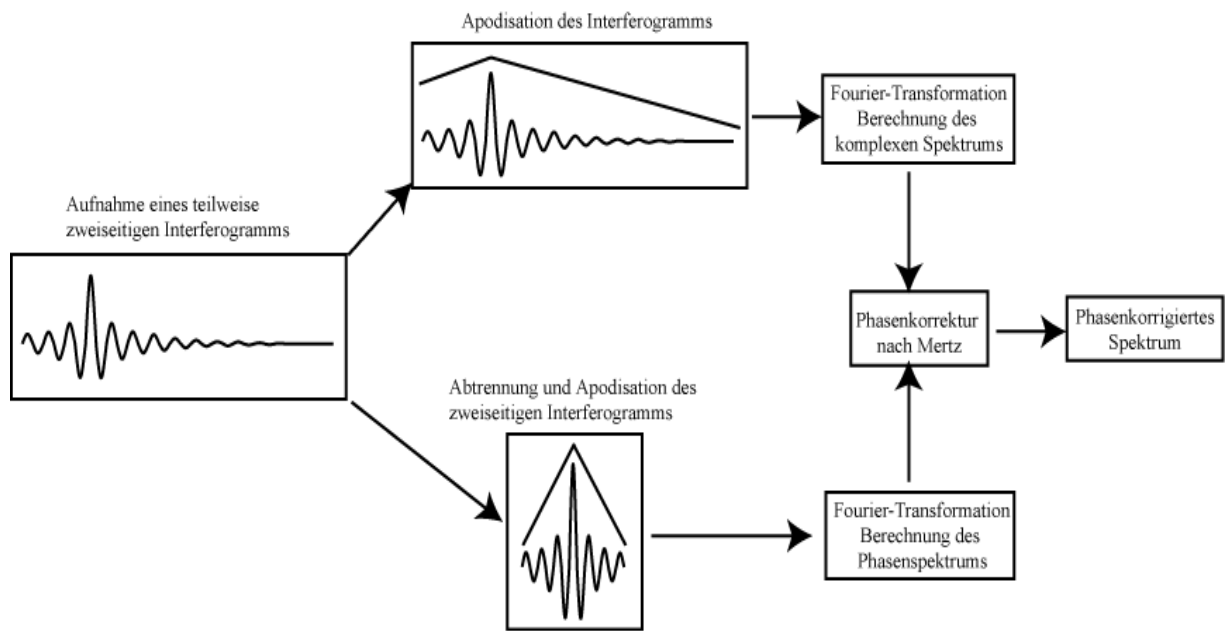 Apodisation des Interferogramms
Fourier-Transformation
Berechnung des
komplexen Spektrums
Aufnahme eines teilweise
zweiseitigen Interferogramms
Phasenkorrektur
nach Mertz
Phasenkorrigiertes
Spektrum
Abtrennung und Apodisation des
zweiseitigen Interferogramms
Fourier-Transformation
Berechnung des
Phasenspektrums